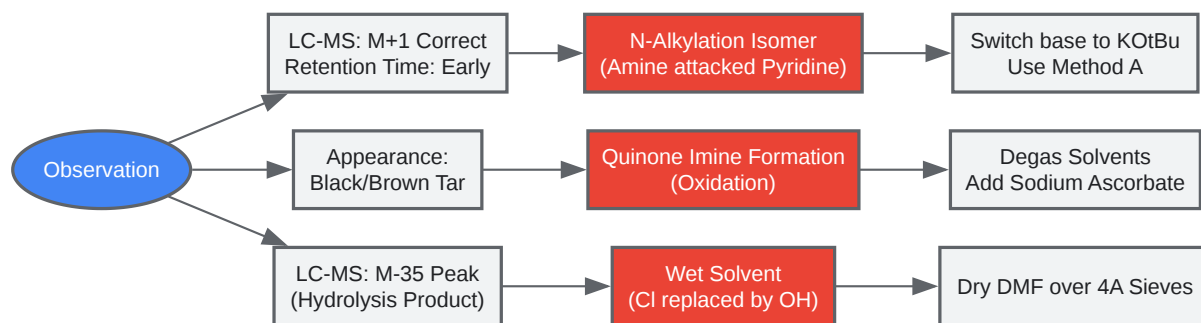 Observation
LC-MS: M+1 Correct
Retention Time: Early
N-Alkylation Isomer
(Amine attacked Pyridine)
Switch base to KOtBu
Use Method A
Appearance:
Black/Brown Tar
Quinone Imine Formation
(Oxidation)
Degas Solvents
Add Sodium Ascorbate
LC-MS: M-35 Peak
(Hydrolysis Product)
Wet Solvent
(Cl replaced by OH)
Dry DMF over 4A Sieves